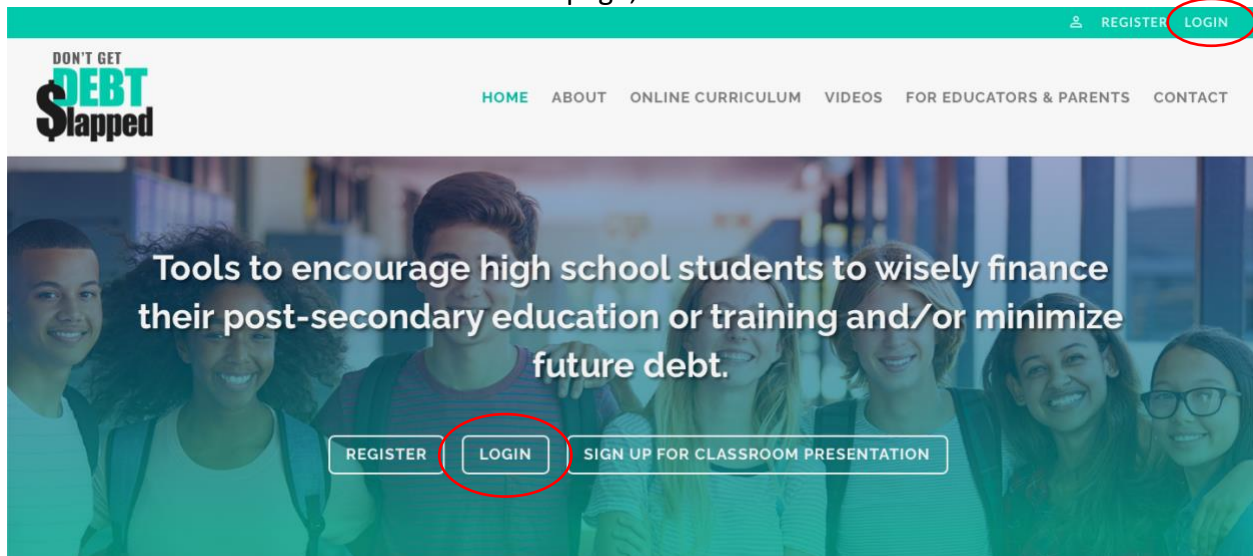 page,
REGISTER LOGIN
DON'T GET
DEBT
$lapped
HOME ABOUT ONLINE CURRICULUM VIDEOS FOR EDUCATORS & PARENTS CONTACT
Tools to encourage high school students to wisely finance
their post-secondary education or training and/or minimize
future debt.
REGISTER LOGIN SIGN UP FOR CLASSROOM PRESENTATION